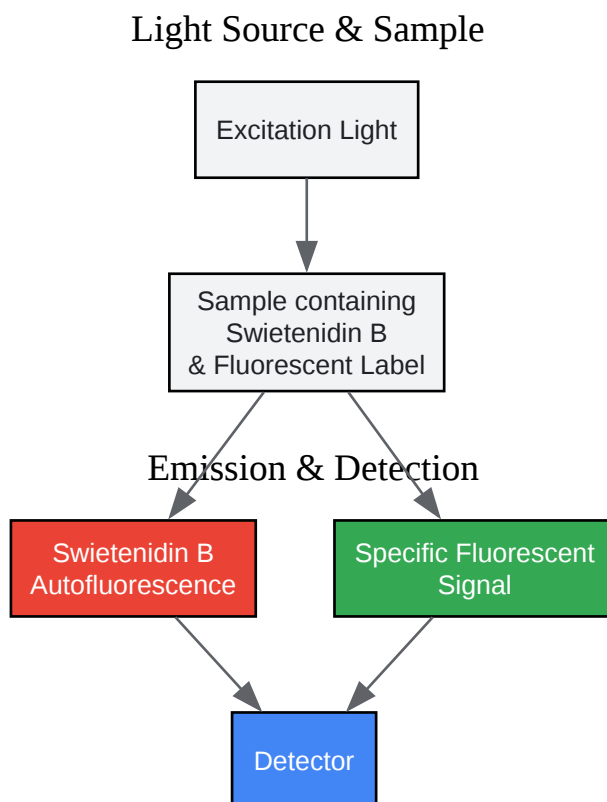 Light Source & Sample
Excitation Light
Sample containing
Swietenidin B
& Fluorescent Label
Emission & Detection
Swietenidin B
Autofluorescence
Specific Fluorescent
Signal
Detector